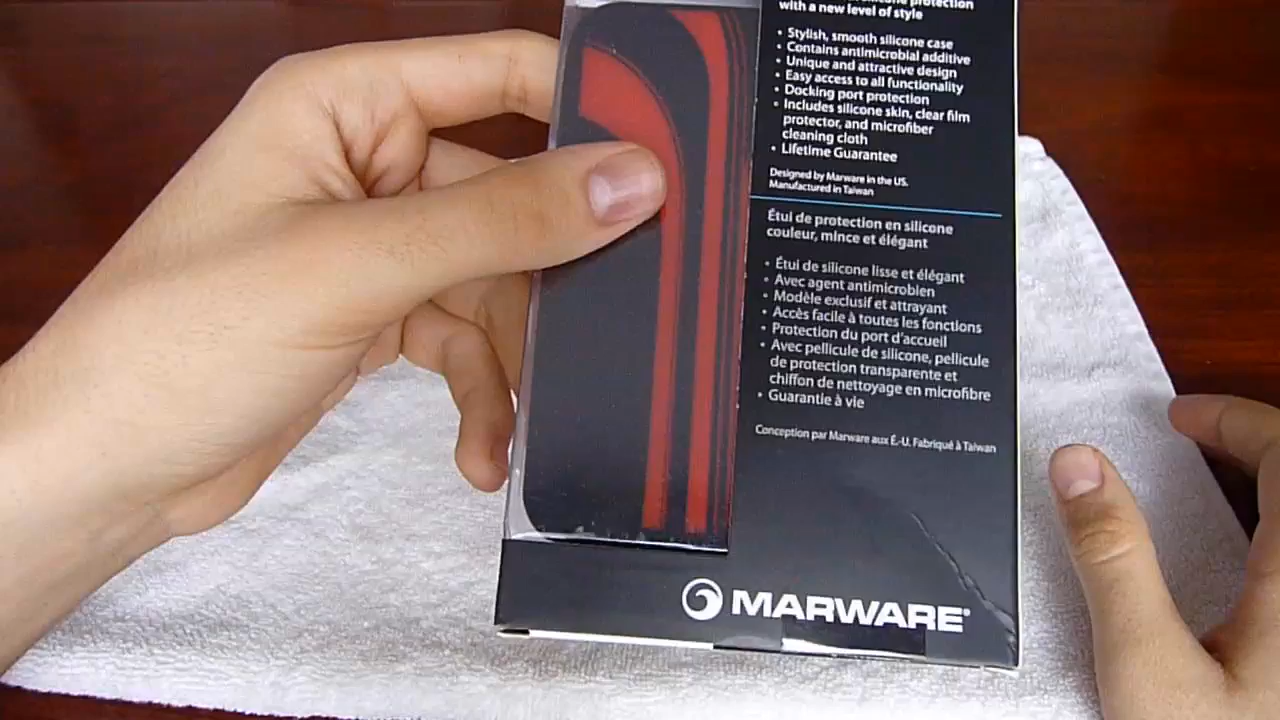 protection
with a new level of style
• Stylish, smooth silicone case
• Contains antimicrobial additive
• Unique and attractive design
• Easy access to all functionality
• Docking port protection
• Includes silicone skin, clear film
protector, and microfiber
cleaning cloth
• Lifetime Guarantee
Designed by Marware in the US.
Manufactured in Taiwan
Étui de protection en silicone
couleur, mince et élégant
• Étui de silicone lisse et élégant
• Avec agent antimicrobien
• Modèle exclusif et attrayant
• Accès facile à toutes les fonctions
• Protection du port d'accueil
• Avec pellicule de silicone, pellicule
de protection transparente et
chiffon de nettoyage en microfibre
• Guarantie à vie
Conception par Marware aux É.-U. Fabriqué à Taiwan
MARWARE®